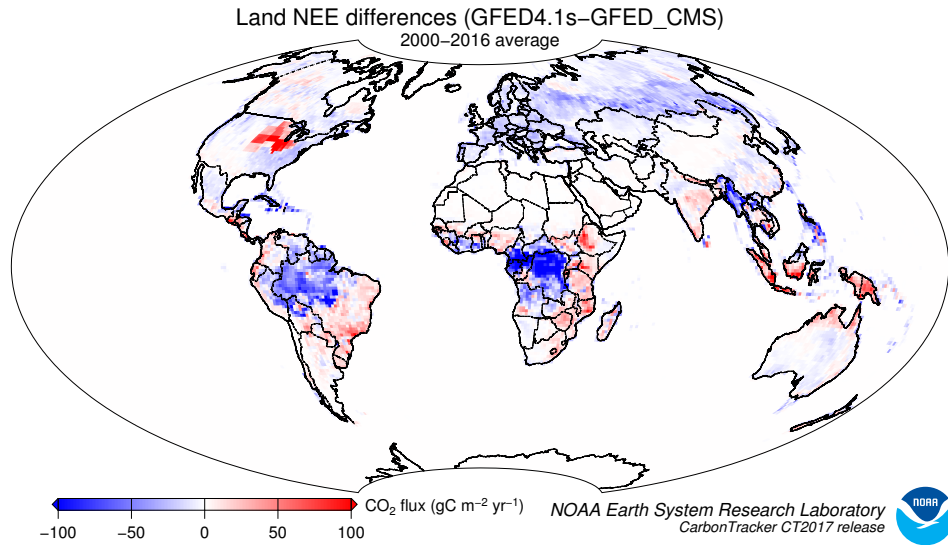 Land NEE differences (GFED4.1s−GFED_CMS)
2000−2016 average
CO₂ flux (gC m⁻² yr⁻¹)
−100 −50 0 50 100
NOAA Earth System Research Laboratory
CarbonTracker CT2017 release
NOAA